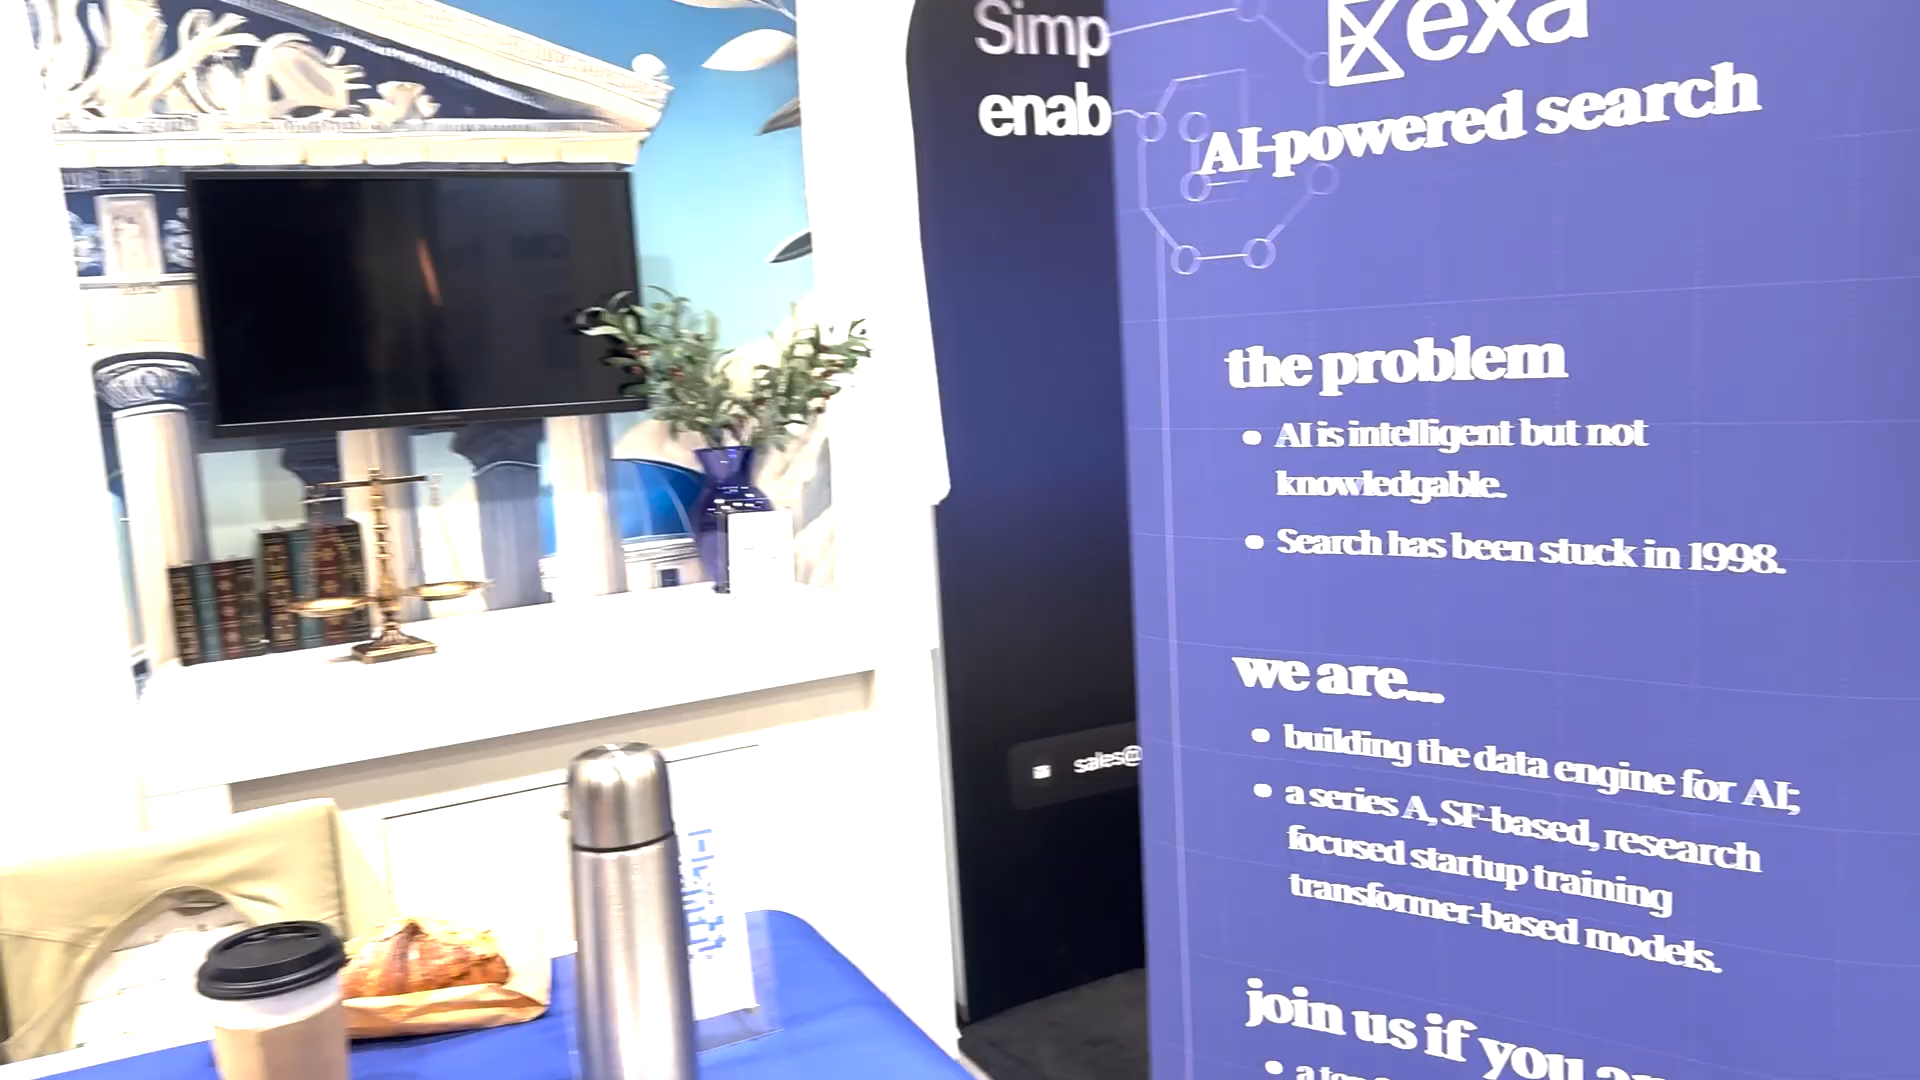 Simp
enab
sales@
exa
AI-powered search
the problem
• AI is intelligent but not
knowledgable.
• Search has been stuck in 1998.
we are...
• building the data engine for AI;
• a series A, SF-based, research
focused startup training
transformer-based models.
join us if you